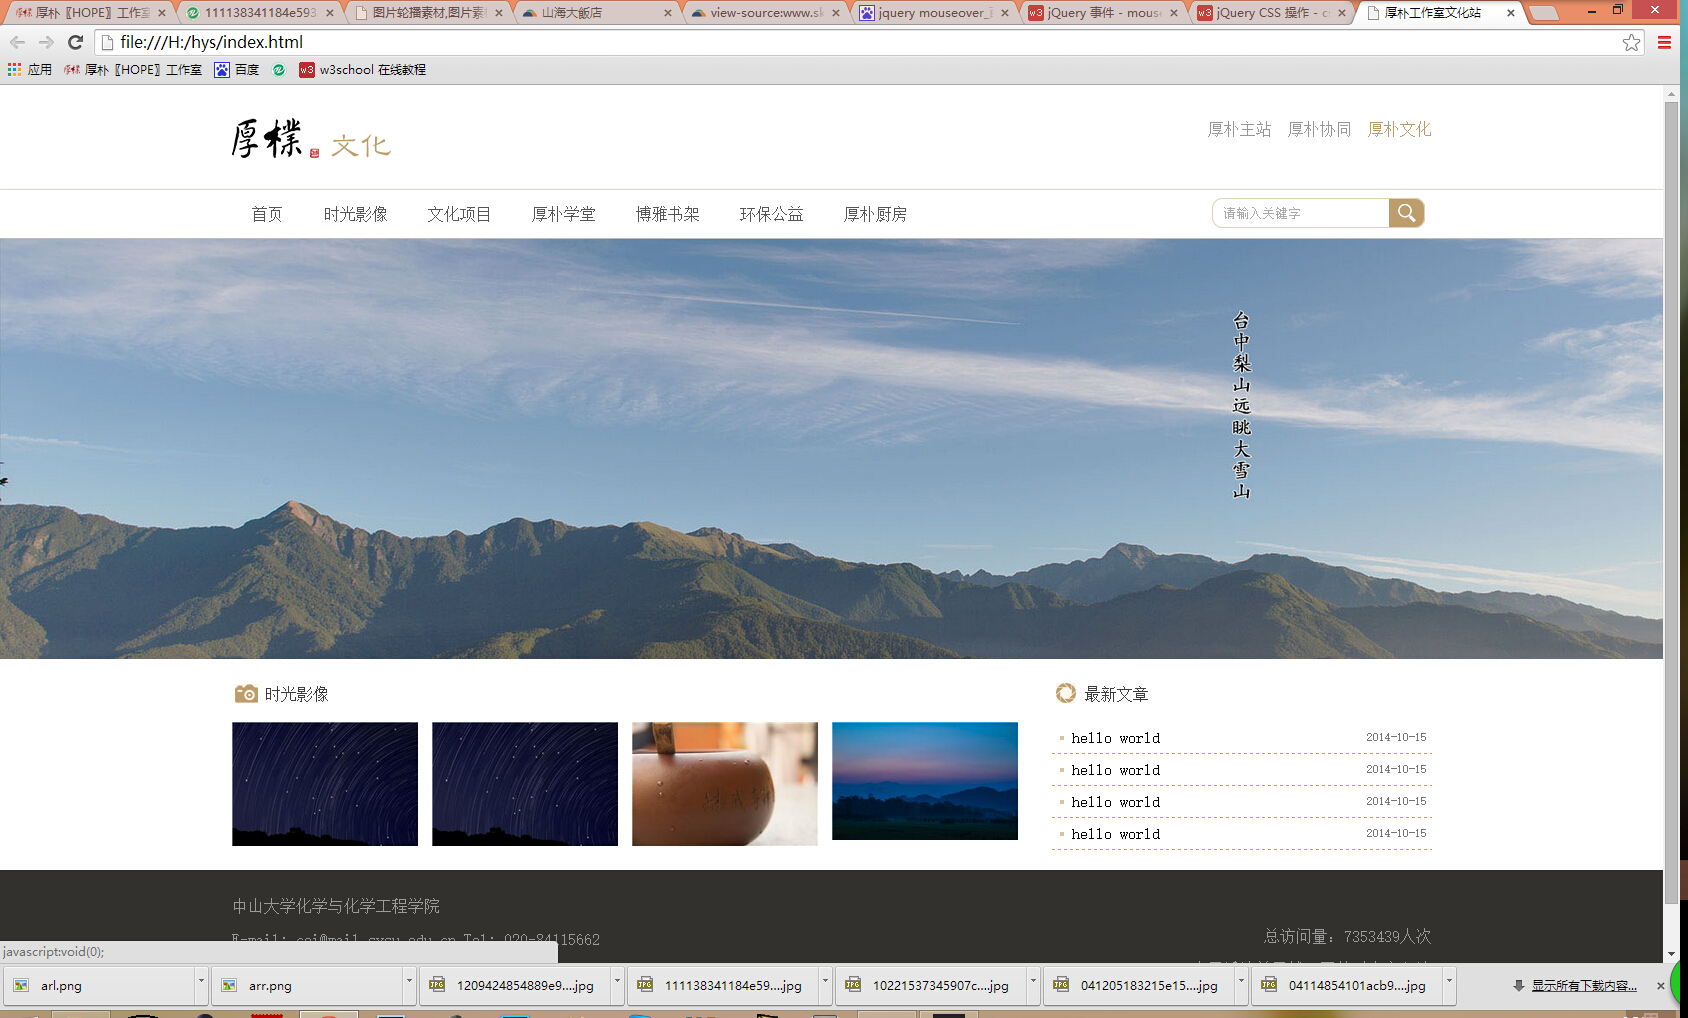 厚朴〖HOPE〗工作室
111138341184e593
图片轮播素材,图片素
山海大飯店
view-source:www.sl
jquery mouseover_
jQuery 事件 - mouse
jQuery CSS 操作 - c
厚朴工作室文化站
file:///H:/hys/index.html
应用
厚朴〖HOPE〗工作室
百度
w3school 在线教程
厚樸 文化
厚朴主站 厚朴协同 厚朴文化
首页 时光影像 文化项目 厚朴学堂 博雅书架 环保公益 厚朴厨房
请输入关键字
台中梨山远眺大雪山
时光影像
最新文章
hello world 2014-10-15
hello world 2014-10-15
hello world 2014-10-15
hello world 2014-10-15
中山大学化学与化学工程学院
总访问量：7353439人次
javascript:void(0);
arl.png
arr.png
1209424854889e9....jpg
111138341184e59....jpg
10221537345907c....jpg
041205183215e15....jpg
04114854101acb9....jpg
显示所有下载内容...